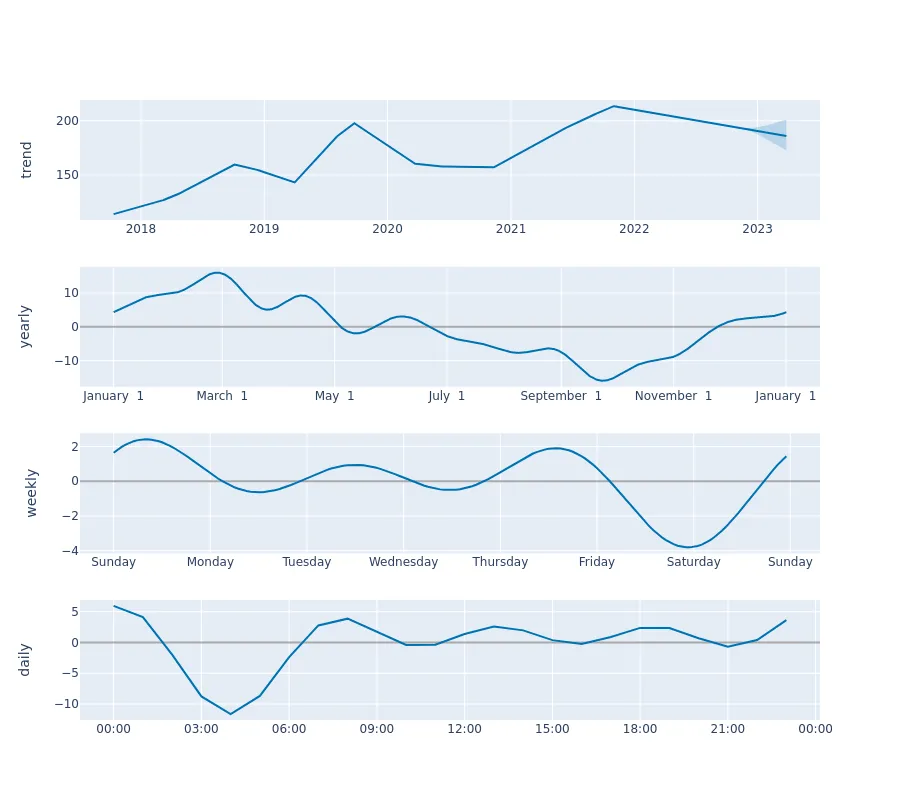 trend
200
150
2018 2019 2020 2021 2022 2023
yearly
10
0
−10
January 1 March 1 May 1 July 1 September 1 November 1 January 1
weekly
2
0
−2
−4
Sunday Monday Tuesday Wednesday Thursday Friday Saturday Sunday
daily
5
0
−5
−10
00:00 03:00 06:00 09:00 12:00 15:00 18:00 21:00 00:00